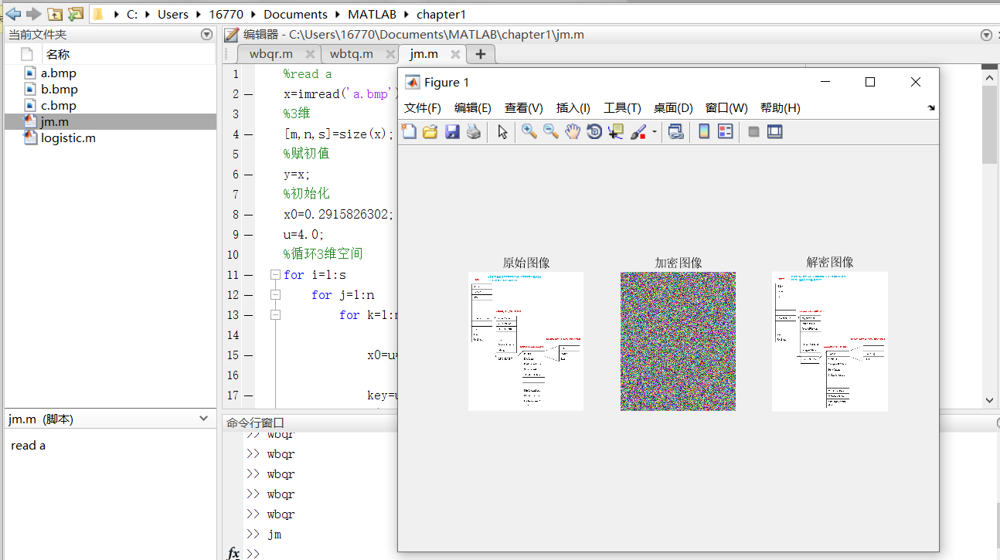 C: Users 16770 Documents MATLAB chapter1
当前文件夹
名称
a.bmp
b.bmp
c.bmp
jm.m
logistic.m
jm.m (脚本)
read a
编辑器 - C:\Users\16770\Documents\MATLAB\chapter1\jm.m
wbqr.m wbtq.m jm.m
1 %read a
2 x=imread('a.bmp')
3 %3维
4 [m,n,s]=size(x);
5 %赋初值
6 y=x;
7 %初始化
8 x0=0.2915826302;
9 u=4.0;
10 %循环3维空间
11 for i=1:s
12 for j=1:n
13 for k=1:m
14
15 x0=u*
16
17 key=u
Figure 1
文件(F) 编辑(E) 查看(V) 插入(I) 工具(T) 桌面(D) 窗口(W) 帮助(H)
原始图像 加密图像 解密图像
命令行窗口
>> wbqr
>> wbqr
>> wbqr
>> wbqr
>> wbqr
>> jm
fx >>